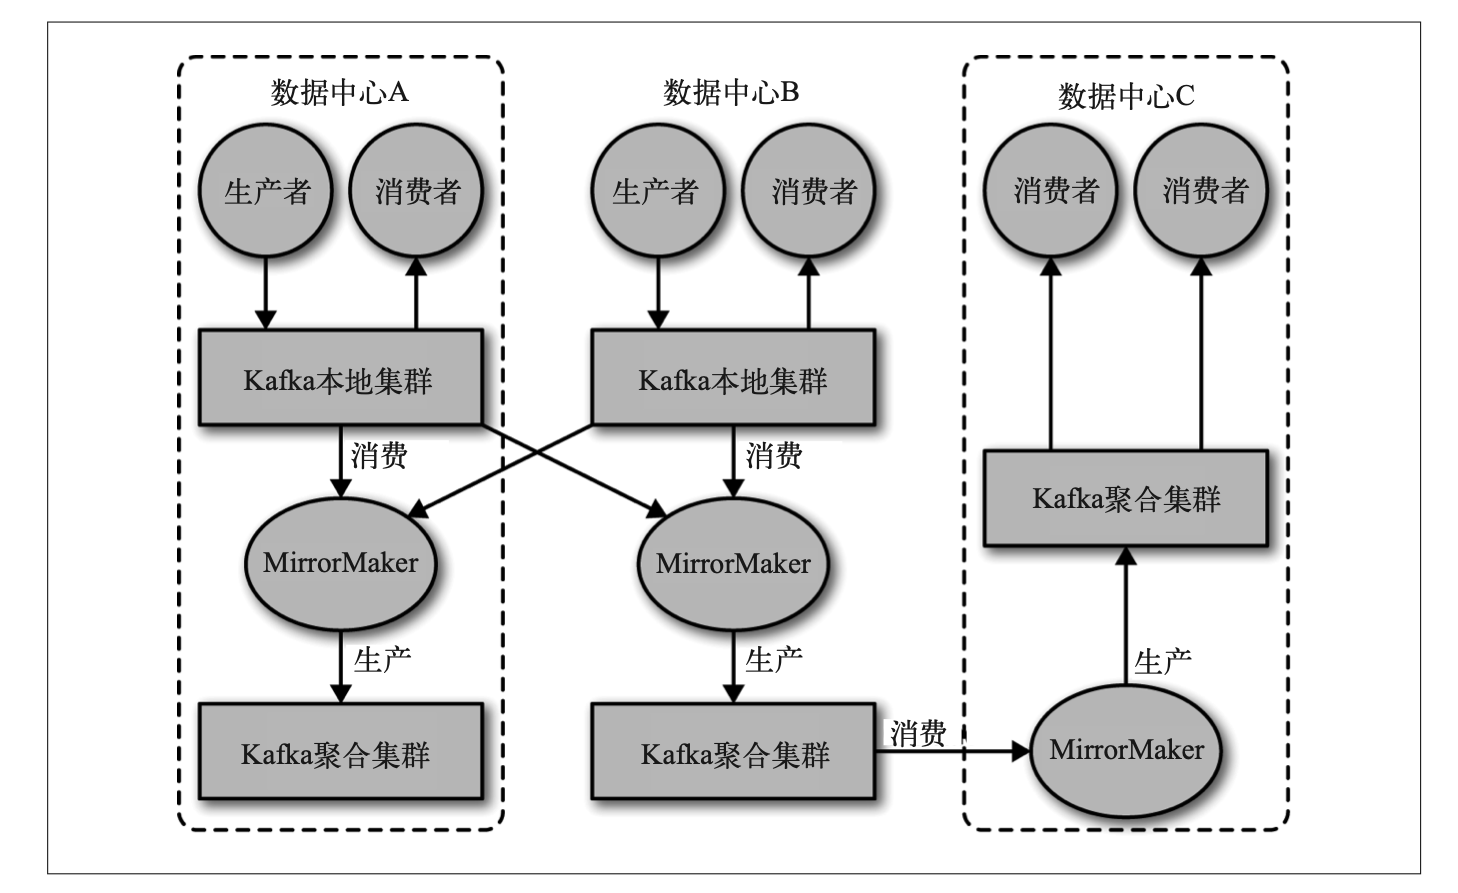 数据中心A
生产者
消费者
Kafka本地集群
消费
MirrorMaker
生产
Kafka聚合集群
数据中心B
生产者
消费者
Kafka本地集群
消费
MirrorMaker
生产
Kafka聚合集群
消费
数据中心C
消费者
消费者
Kafka聚合集群
生产
MirrorMaker